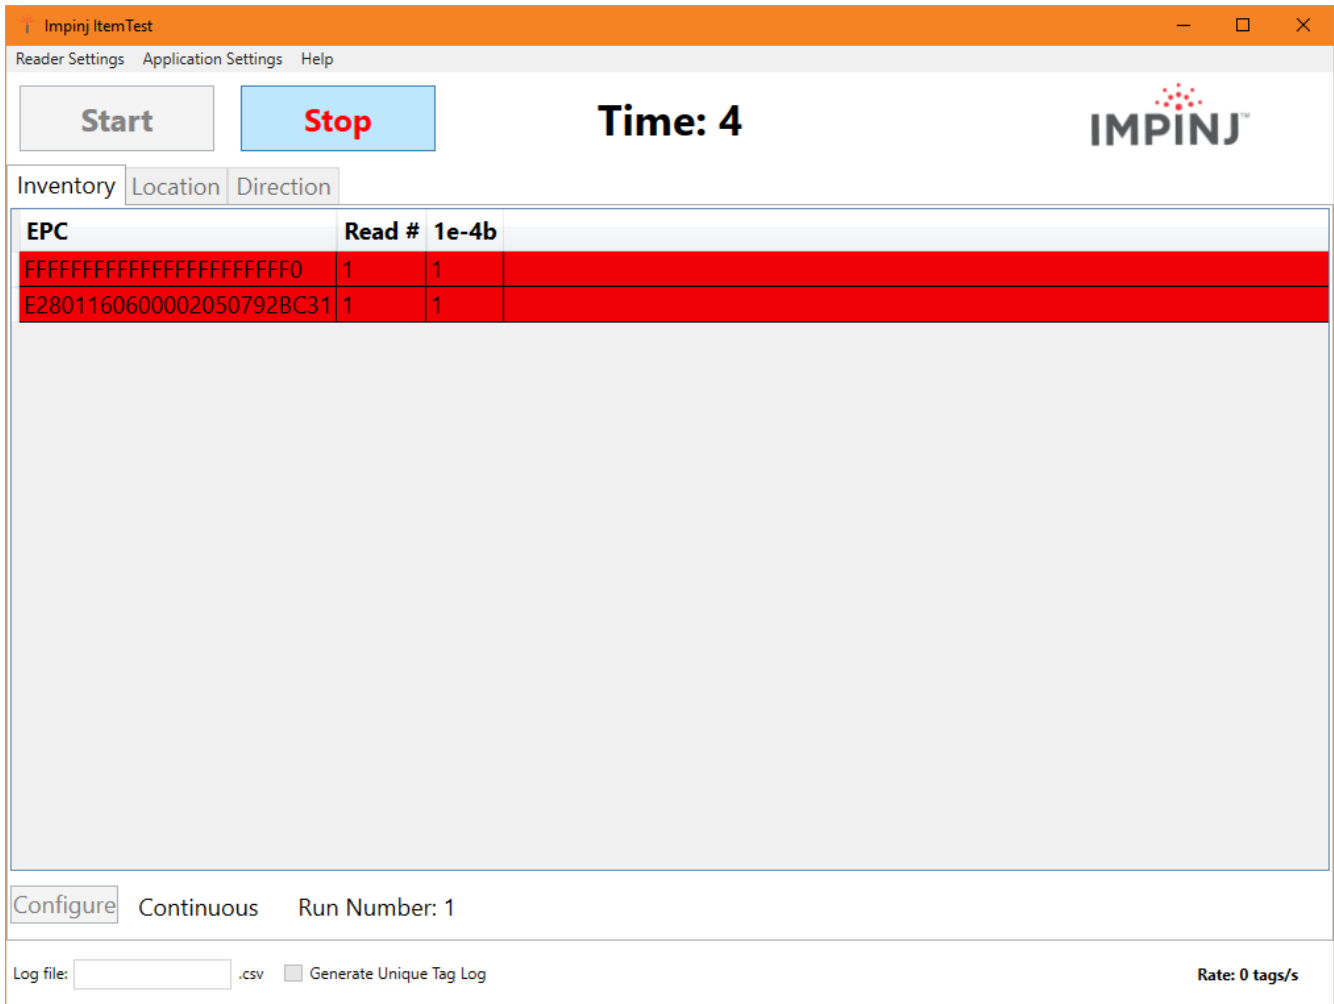 Impinj ItemTest
Reader Settings Application Settings Help
Start Stop Time: 4 IMPINJ™
Inventory Location Direction
EPC Read # 1e-4b
FFFFFFFFFFFFFFFFFFFFFFF0 1 1
E2801160600002050792BC31 1 1
Configure Continuous Run Number: 1
Log file: .csv Generate Unique Tag Log Rate: 0 tags/s